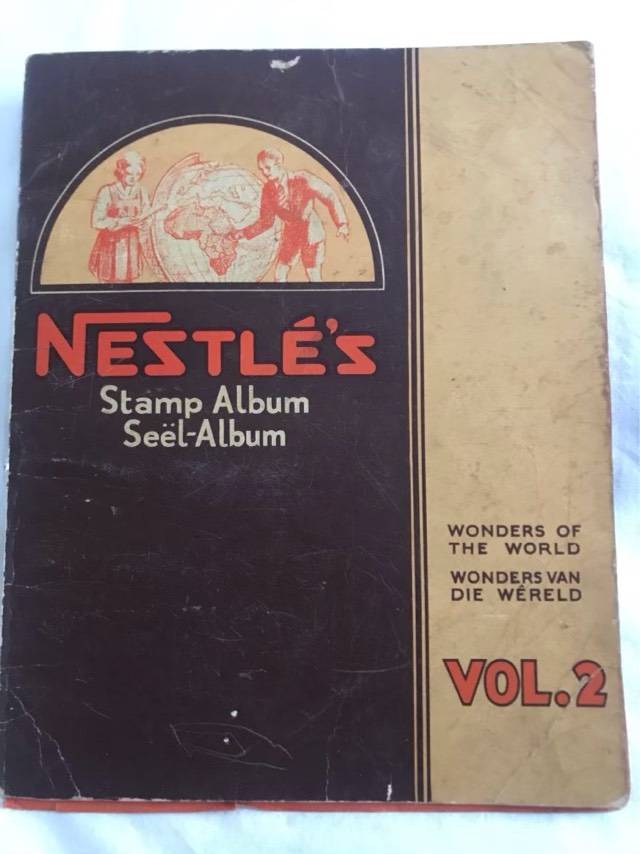 NESTLÉ'S
Stamp Album
Seël-Album
WONDERS OF
THE WORLD
WONDERS VAN
DIE WÊRELD
VOL.2